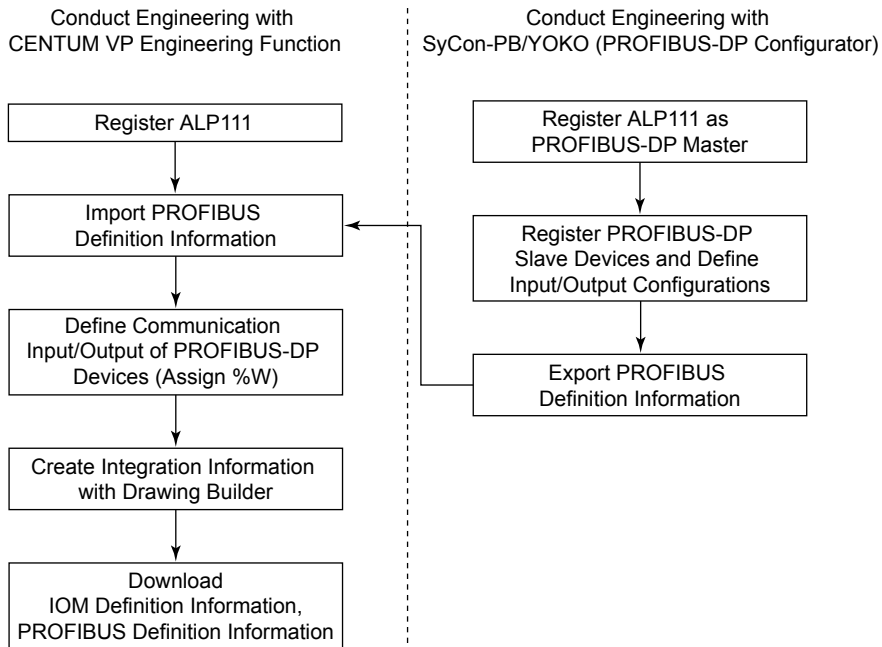 Conduct Engineering with
CENTUM VP Engineering Function
Register ALP111
Import PROFIBUS
Definition Information
Define Communication
Input/Output of PROFIBUS-DP
Devices (Assign %W)
Create Integration Information
with Drawing Builder
Download
IOM Definition Information,
PROFIBUS Definition Information
Conduct Engineering with
SyCon-PB/YOKO (PROFIBUS-DP Configurator)
Register ALP111 as
PROFIBUS-DP Master
Register PROFIBUS-DP
Slave Devices and Define
Input/Output Configurations
Export PROFIBUS
Definition Information